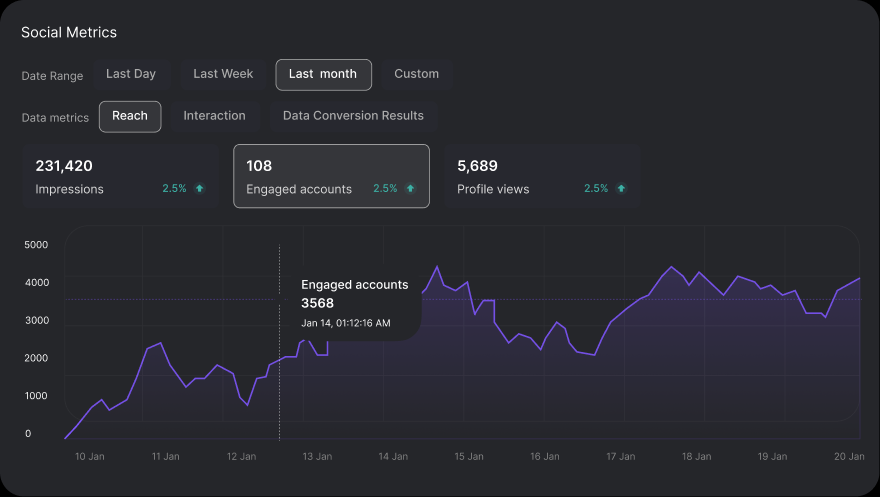 Social Metrics
Date Range Last Day Last Week Last month Custom
Data metrics Reach Interaction Data Conversion Results
231,420 108 5,689
Impressions 2.5% Engaged accounts 2.5% Profile views 2.5%
5000
4000
3000
2000
1000
0
Engaged accounts
3568
Jan 14, 01:12:16 AM
10 Jan 11 Jan 12 Jan 13 Jan 14 Jan 15 Jan 16 Jan 17 Jan 18 Jan 19 Jan 20 Jan